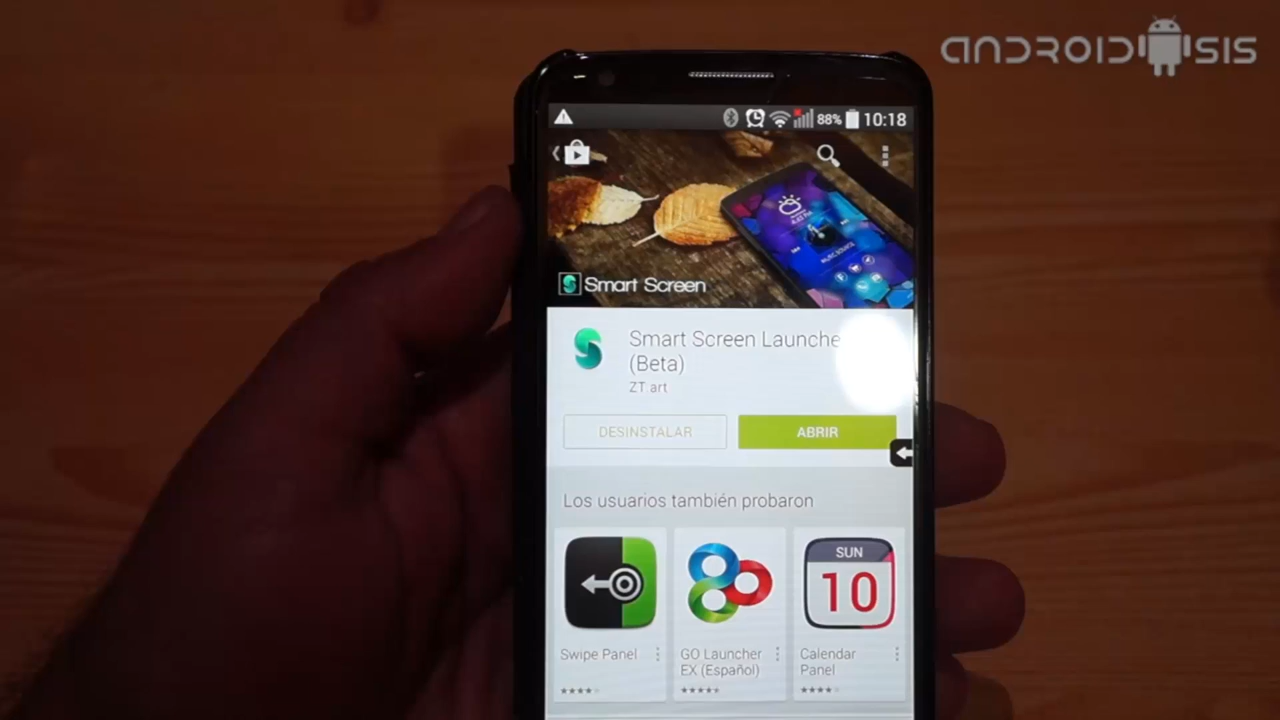 ANDROIDSIS
88% 10:18
Smart Screen
Smart Screen Launche
(Beta)
ZT.art
DESINSTALAR
ABRIR
Los usuarios también probaron
SUN
10
Swipe Panel
GO Launcher
EX (Español)
Calendar
Panel